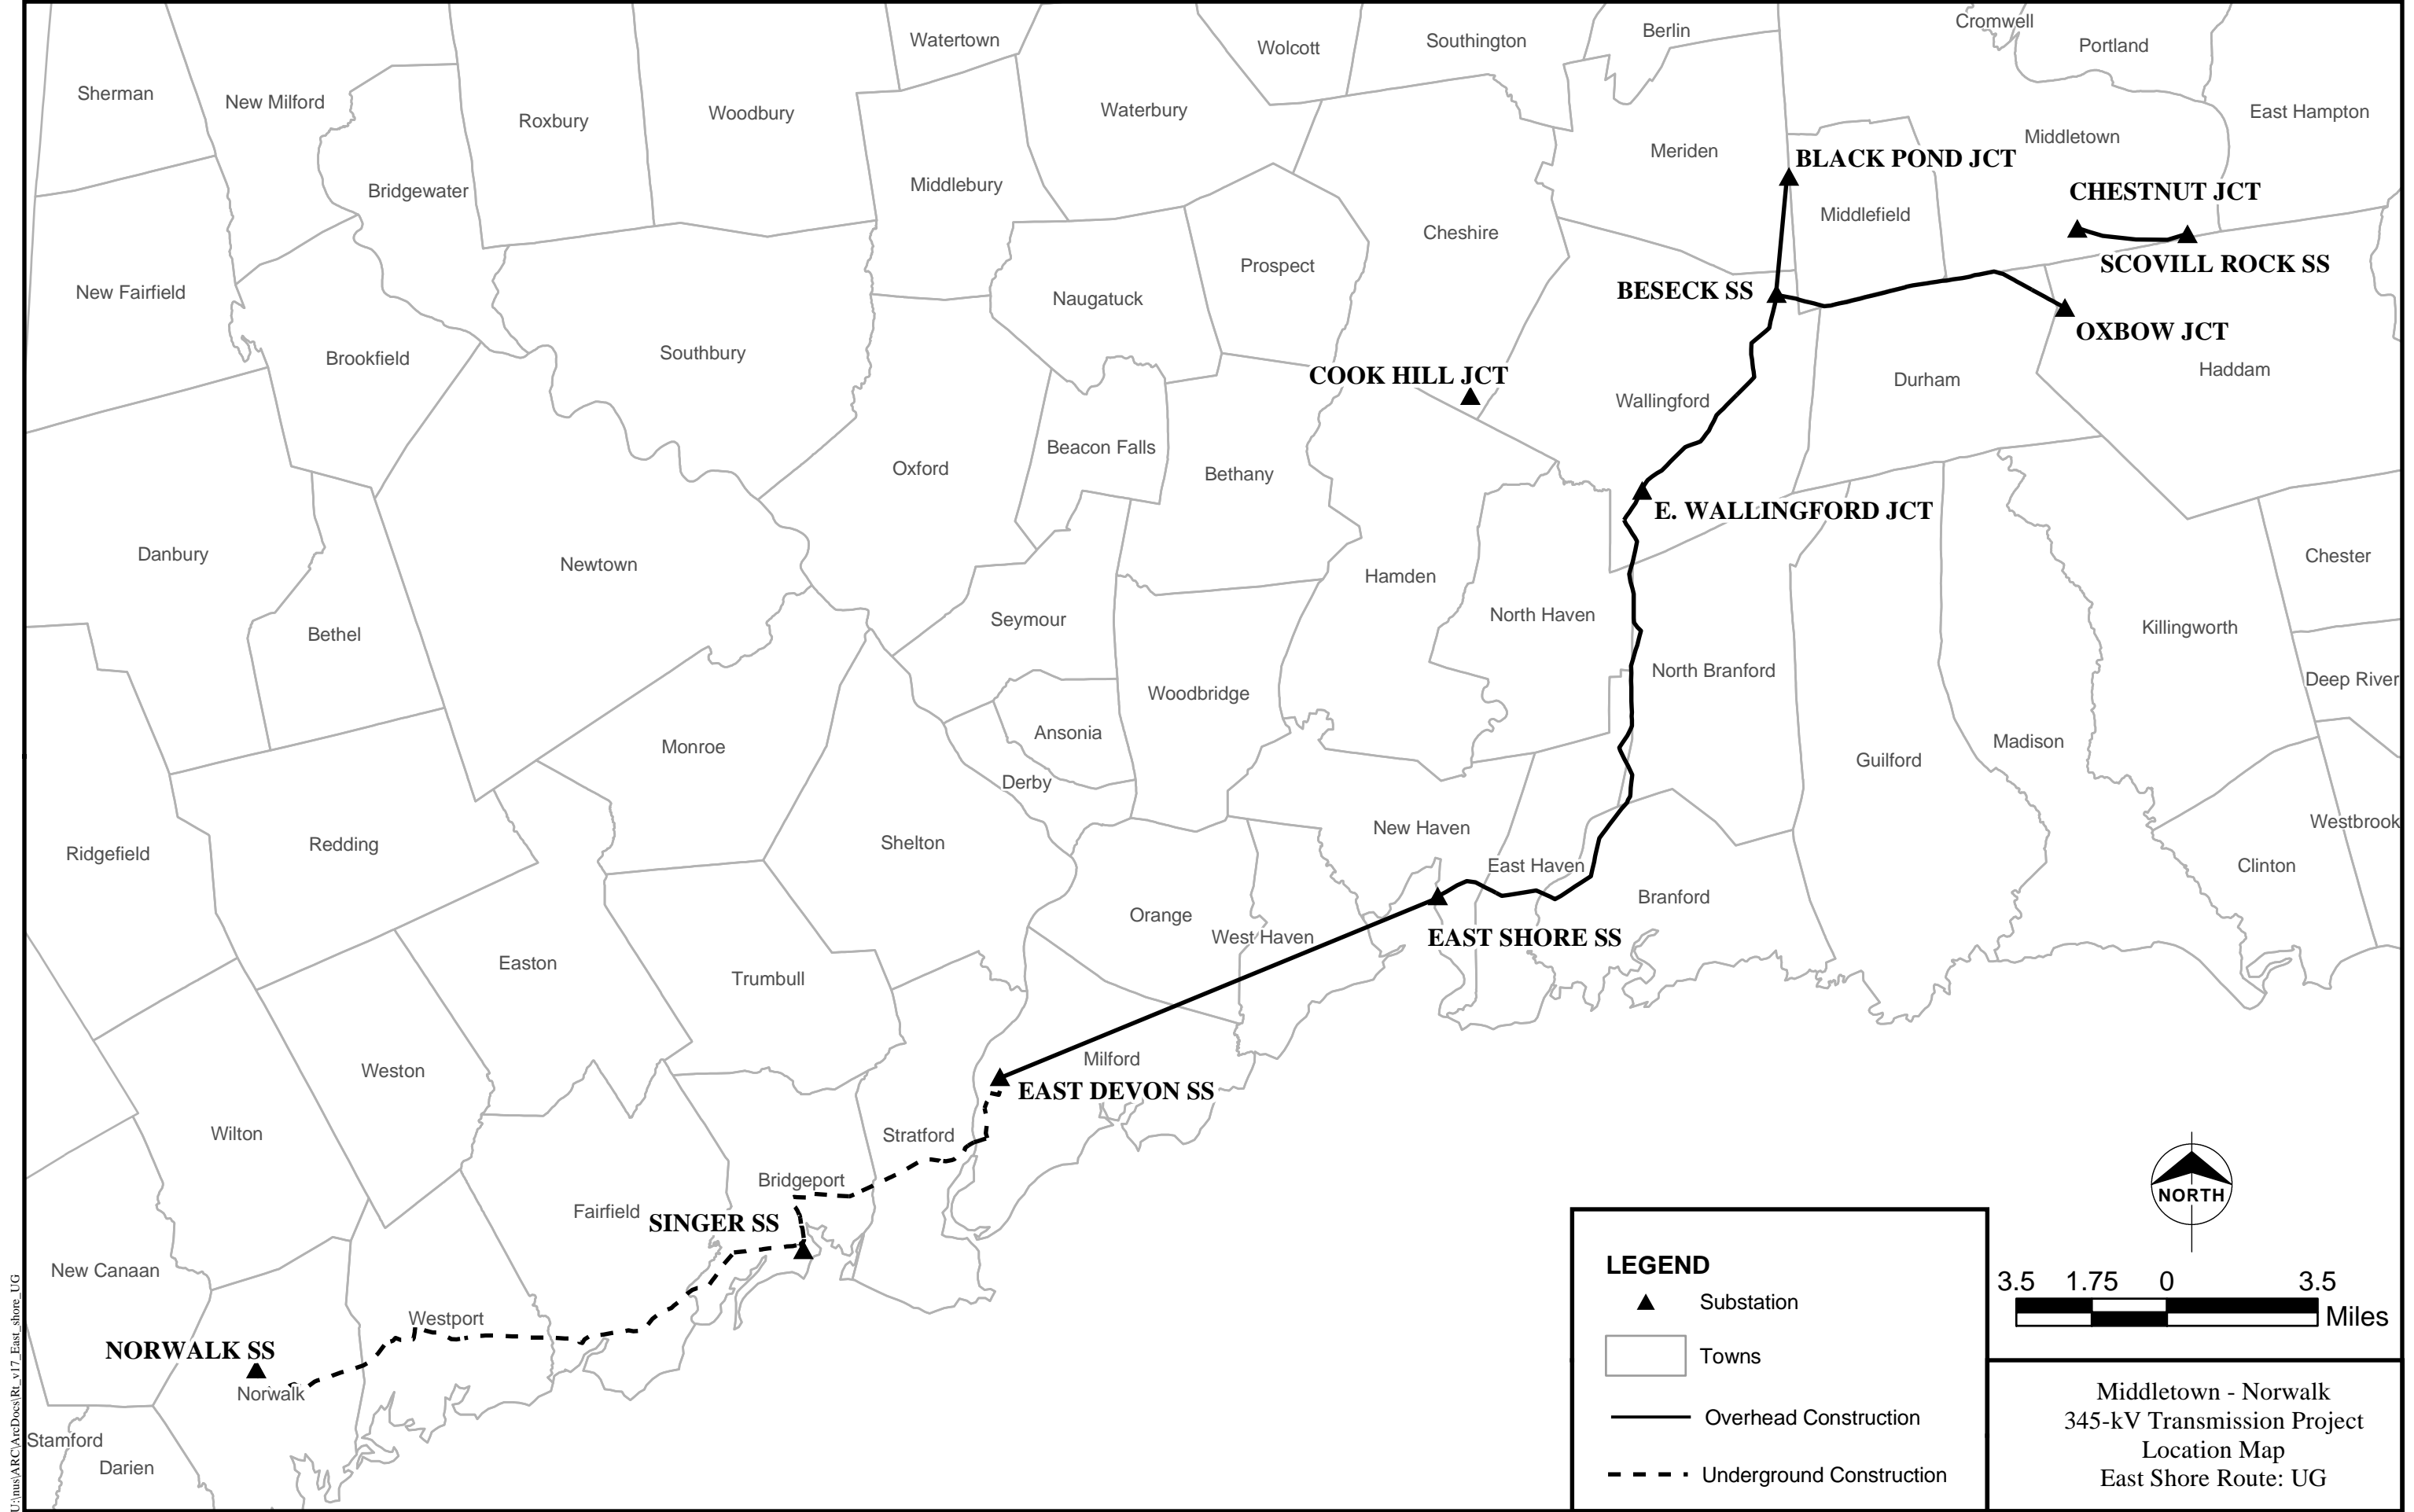 Cromwell
Berlin
Watertown
Wolcott
Southington
Portland
Sherman
New Milford
Roxbury
Woodbury
Waterbury
East Hampton
Middletown
Meriden
BLACK POND JCT
Bridgewater
Middlebury
CHESTNUT JCT
Middlefield
Cheshire
Prospect
SCOVILL ROCK SS
New Fairfield
Naugatuck
BESECK SS
OXBOW JCT
Brookfield
Southbury
COOK HILL JCT
Durham
Haddam
Wallingford
Oxford
Beacon Falls
Bethany
E. WALLINGFORD JCT
Danbury
Newtown
Chester
Hamden
Bethel
Seymour
North Haven
Killingworth
North Branford
Deep River
Woodbridge
Monroe
Ansonia
Madison
Guilford
Derby
Westbrook
New Haven
Ridgefield
Redding
Shelton
East Haven
Clinton
Branford
Orange
West Haven
EAST SHORE SS
Easton
Trumbull
Weston
Milford
EAST DEVON SS
Wilton
Stratford
Bridgeport
NORTH
Fairfield
SINGER SS
New Canaan
Westport
NORWALK SS
Norwalk
Stamford
Darien
LEGEND
Substation
Towns
Overhead Construction
Underground Construction
3.5 1.75 0 3.5
Miles
Middletown - Norwalk
345-kV Transmission Project
Location Map
East Shore Route: UG
U:\nus\ARC\ArcDocs\Rt_v17_East_shore_UG